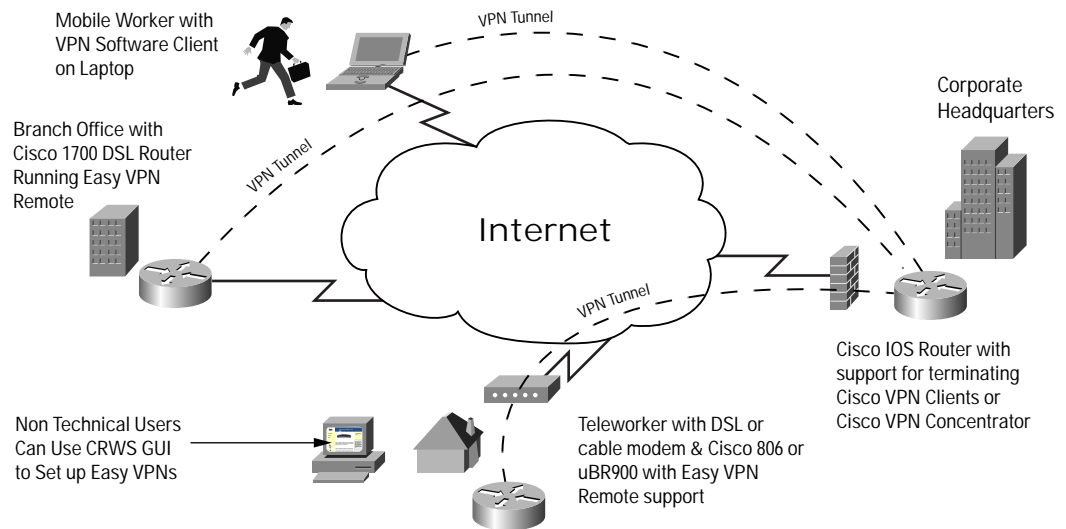 Mobile Worker with
VPN Software Client
on Laptop
VPN Tunnel
Corporate
Headquarters
Branch Office with
Cisco 1700 DSL Router
Running Easy VPN
Remote
VPN Tunnel
Internet
VPN Tunnel
Cisco IOS Router with
support for terminating
Cisco VPN Clients or
Cisco VPN Concentrator
Non Technical Users
Can Use CRWS GUI
to Set up Easy VPNs
Teleworker with DSL or
cable modem & Cisco 806 or
uBR900 with Easy VPN
Remote support